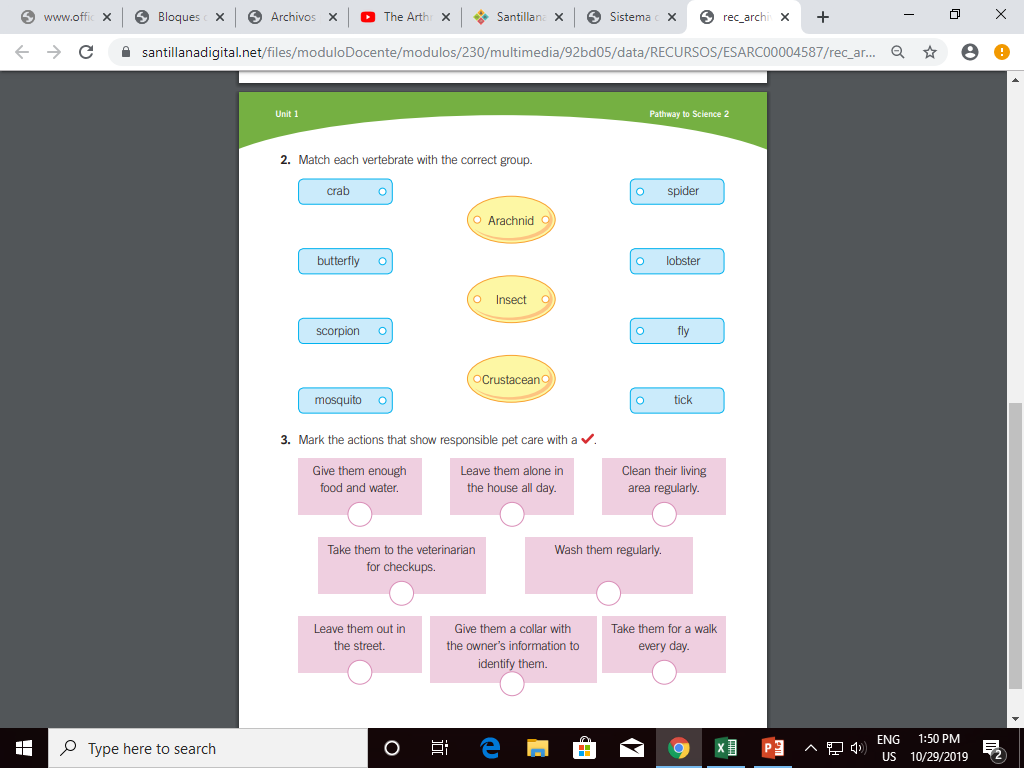 www.offic
Bloques
Archivos
The Arth
Santillana
Sistema
rec_archi
santillanadigital.net/files/moduloDocente/modulos/230/multimedia/92bd05/data/RECURSOS/ESARC00004587/rec_ar...
Unit 1
Pathway to Science 2
2. Match each vertebrate with the correct group.
crab
spider
Arachnid
butterfly
lobster
Insect
scorpion
fly
Crustacean
mosquito
tick
3. Mark the actions that show responsible pet care with a ✔.
Give them enough
food and water.
Leave them alone in
the house all day.
Clean their living
area regularly.
Take them to the veterinarian
for checkups.
Wash them regularly.
Leave them out in
the street.
Give them a collar with
the owner's information to
identify them.
Take them for a walk
every day.
Type here to search
ENG
US
1:50 PM
10/29/2019
2